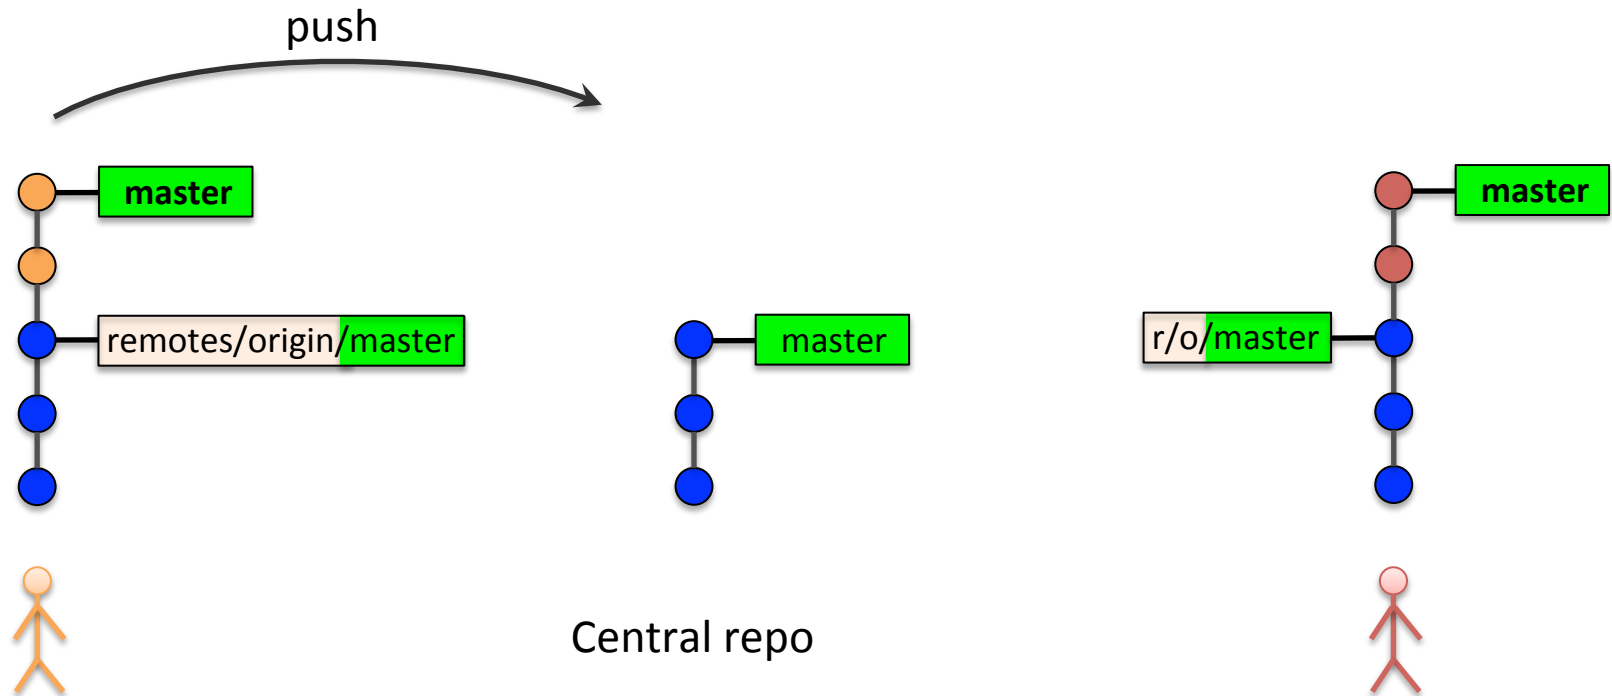 push
master
master
remotes/origin/master
master
r/o/master
Central repo